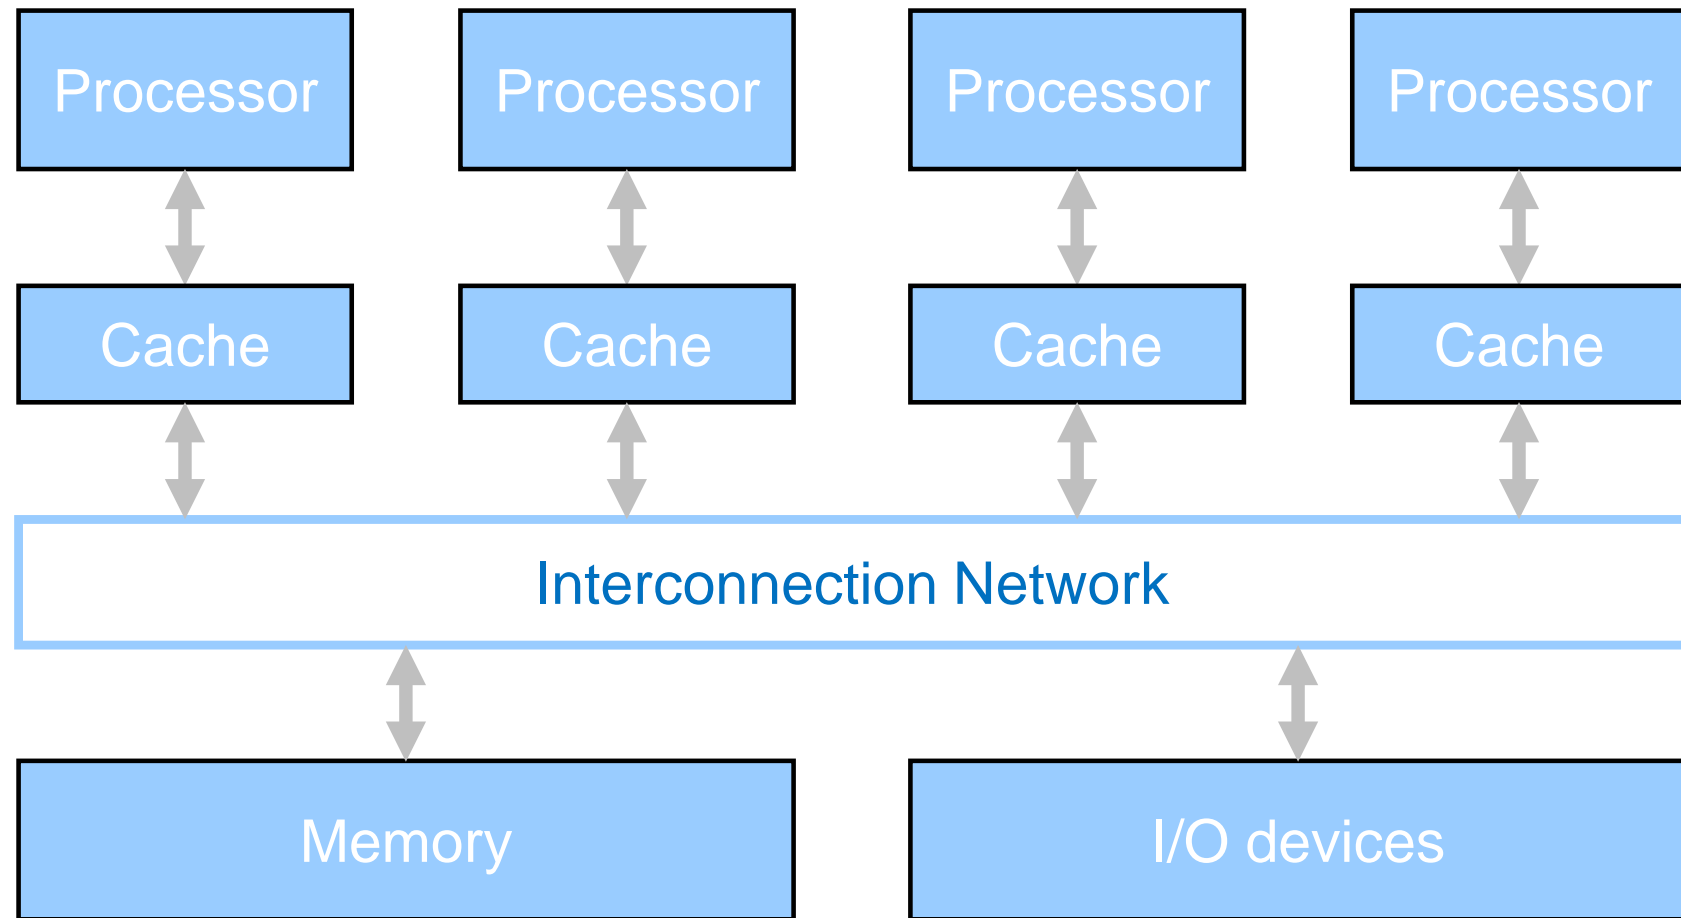 Processor
Processor
Processor
Processor
Cache
Cache
Cache
Cache
Interconnection Network
Memory
I/O devices